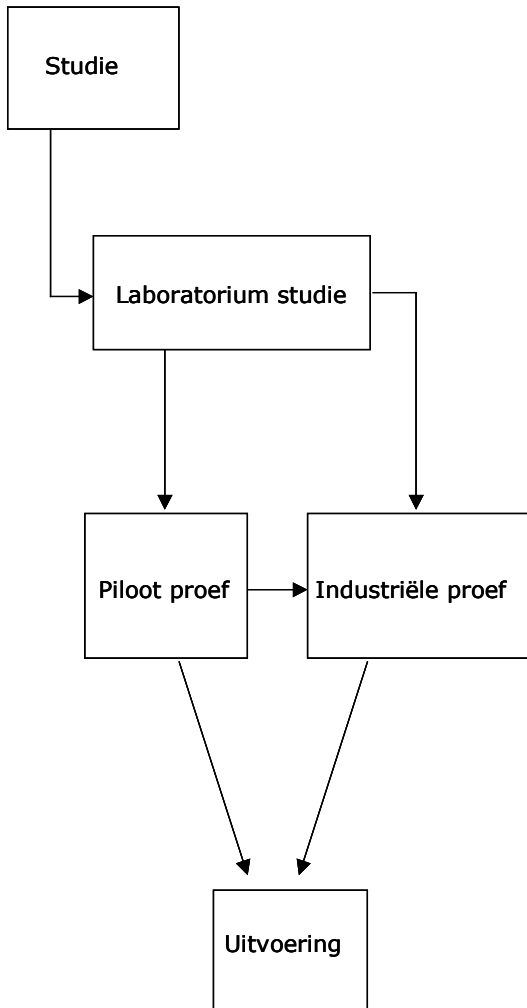 Studie
Laboratorium studie
Piloot proef
Industriële proef
Uitvoering